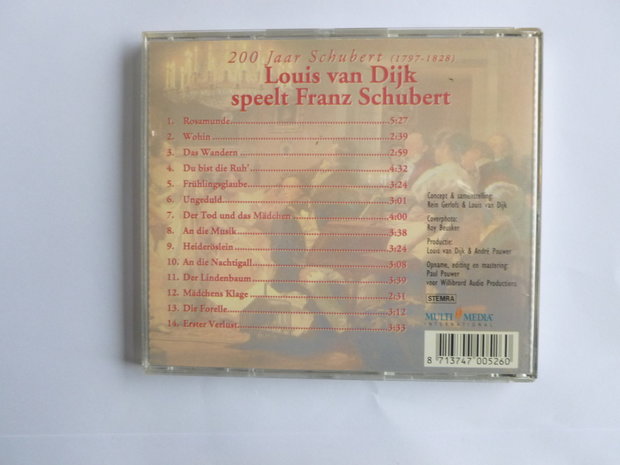 200 Jaar Schubert (1797-1828)
Louis van Dijk
speelt Franz Schubert
1. Rosamunde 5:27
2. Wohin 2:39
3. Das Wandern 2:59
4. Du bist die Ruh' 4:32
5. Frühlingsglaube 3:24
6. Ungeduld 3:01
7. Der Tod und das Mädchen 4:00
8. An die Musik 3:38
9. Heideröslein 3:24
10. An die Nachtigall 3:08
11. Der Lindenbaum 3:39
12. Mädchens Klage 2:31
13. Die Forelle 3:12
14. Erster Verlust 3:33
Concept & samenstelling:
Rein Gerlofs & Louis van Dijk
Coverphoto:
Roy Beusker
Productie:
Louis van Dijk & André Pouwer
Opname, editing en mastering:
Paul Pouwer
voor Willibrord Audio Productions
STEMRA
MULTI MEDIA
INTERNATIONAL
8 713747 005260